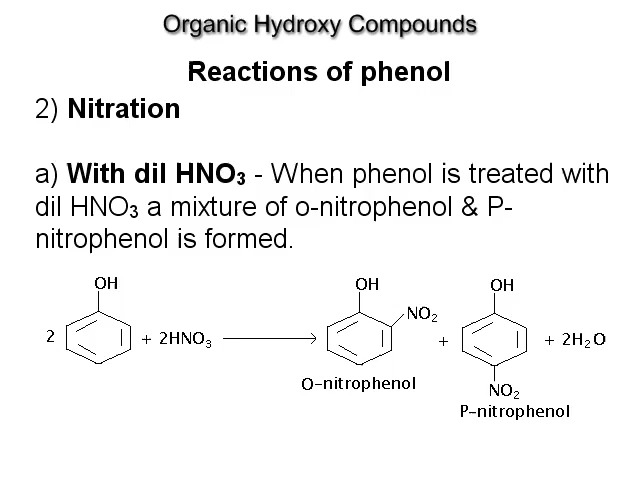 Organic Hydroxy Compounds
Reactions of phenol
2) Nitration
a) With dil HNO₃ - When phenol is treated with
dil HNO₃ a mixture of o-nitrophenol & P-
nitrophenol is formed.
OH OH OH
2 + 2HNO₃ NO₂ + + 2H₂O
O-nitrophenol
NO₂
P-nitrophenol